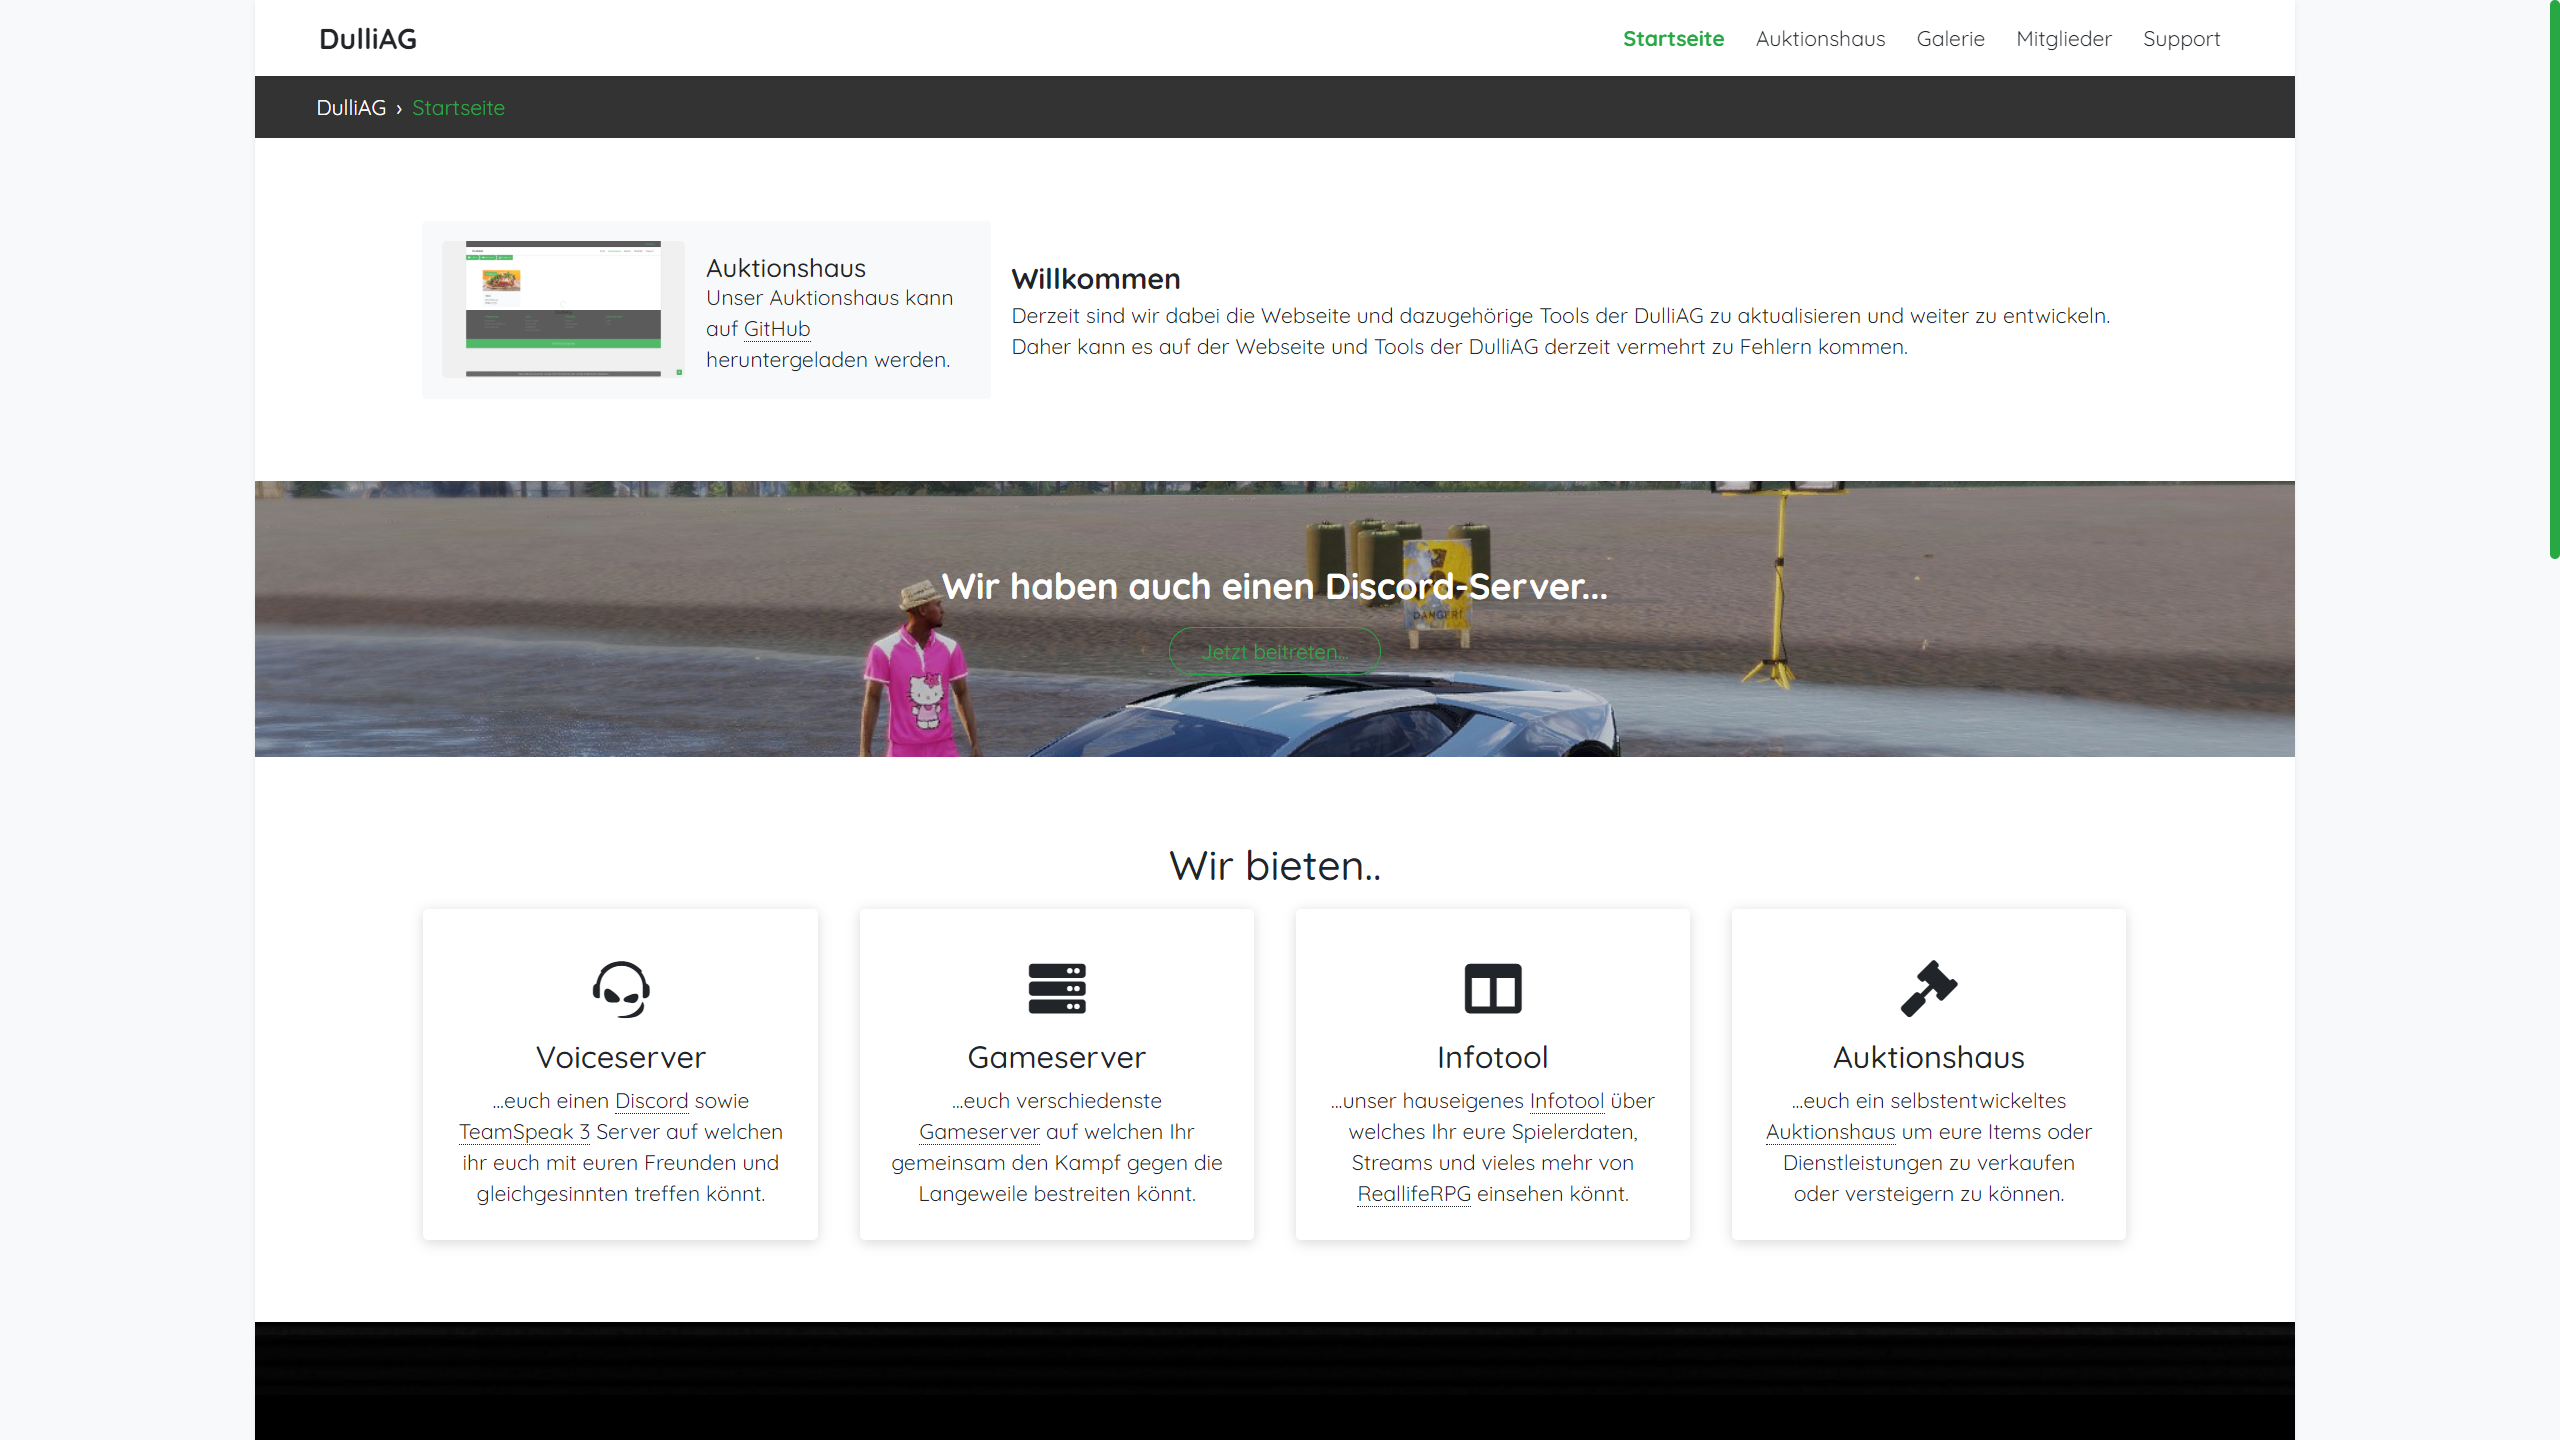 DulliAG
Startseite Auktionshaus Galerie Mitglieder Support
DulliAG › Startseite
Auktionshaus
Unser Auktionshaus kann
auf GitHub
heruntergeladen werden.
Willkommen
Derzeit sind wir dabei die Webseite und dazugehörige Tools der DulliAG zu aktualisieren und weiter zu entwickeln.
Daher kann es auf der Webseite und Tools der DulliAG derzeit vermehrt zu Fehlern kommen.
Wir haben auch einen Discord-Server...
DANGER!
Jetzt beitreten...
Wir bieten..
Voiceserver
...euch einen Discord sowie
TeamSpeak 3 Server auf welchen
ihr euch mit euren Freunden und
gleichgesinnten treffen könnt.
Gameserver
...euch verschiedenste
Gameserver auf welchen Ihr
gemeinsam den Kampf gegen die
Langeweile bestreiten könnt.
Infotool
...unser hauseigenes Infotool über
welches Ihr eure Spielerdaten,
Streams und vieles mehr von
ReallifeRPG einsehen könnt.
Auktionshaus
...euch ein selbstentwickeltes
Auktionshaus um eure Items oder
Dienstleistungen zu verkaufen
oder versteigern zu können.